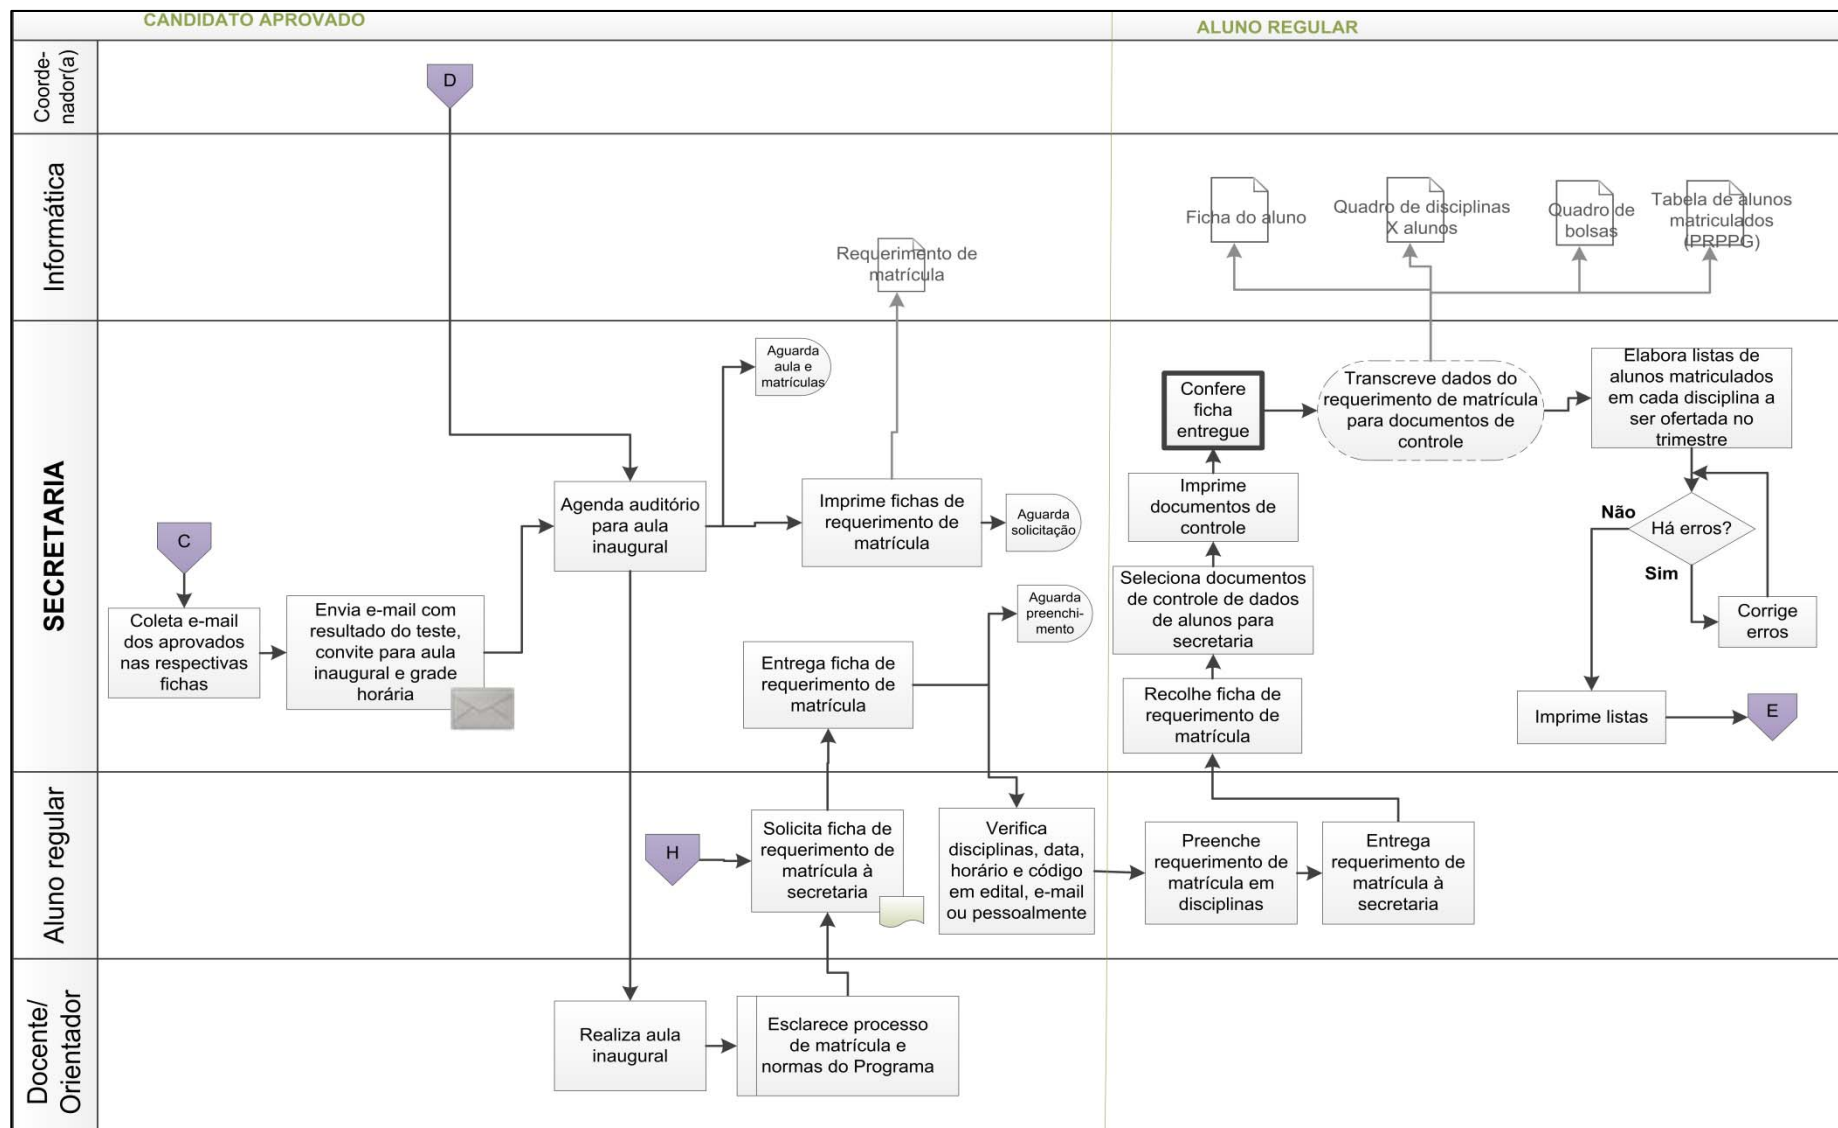 CANDIDATO APROVADO
ALUNO REGULAR
Coorde-
nador(a)
D
Informática
Requerimento de
matrícula
Ficha do aluno
Quadro de disciplinas
X alunos
Quadro de
bolsas
Tabela de alunos
matriculados
(PRPPG)
SECRETARIA
C
Coleta e-mail
dos aprovados
nas respectivas
fichas
Envia e-mail com
resultado do teste,
convite para aula
inaugural e grade
horária
Agenda auditório
para aula
inaugural
Aguarda
aula e
matrículas
Imprime fichas de
requerimento de
matrícula
Aguarda
solicitação
Entrega ficha de
requerimento de
matrícula
Aguarda
preenchi-
mento
Confere
ficha
entregue
Imprime
documentos
de controle
Seleciona documentos
de controle de dados
de alunos para
secretaria
Recolhe ficha de
requerimento de
matrícula
Transcreve dados do
requerimento de matrícula
para documentos de
controle
Elabora listas de
alunos matriculados
em cada disciplina a
ser ofertada no
trimestre
Não
Há erros?
Sim
Corrige
erros
Imprime listas
E
Aluno regular
H
Solicita ficha de
requerimento de
matrícula à
secretaria
Verifica
disciplinas, data,
horário e código
em edital, e-mail
ou pessoalmente
Preenche
requerimento de
matrícula em
disciplinas
Entrega
requerimento de
matrícula à
secretaria
Docente/
Orientador
Realiza aula
inaugural
Esclarece processo
de matrícula e
normas do Programa